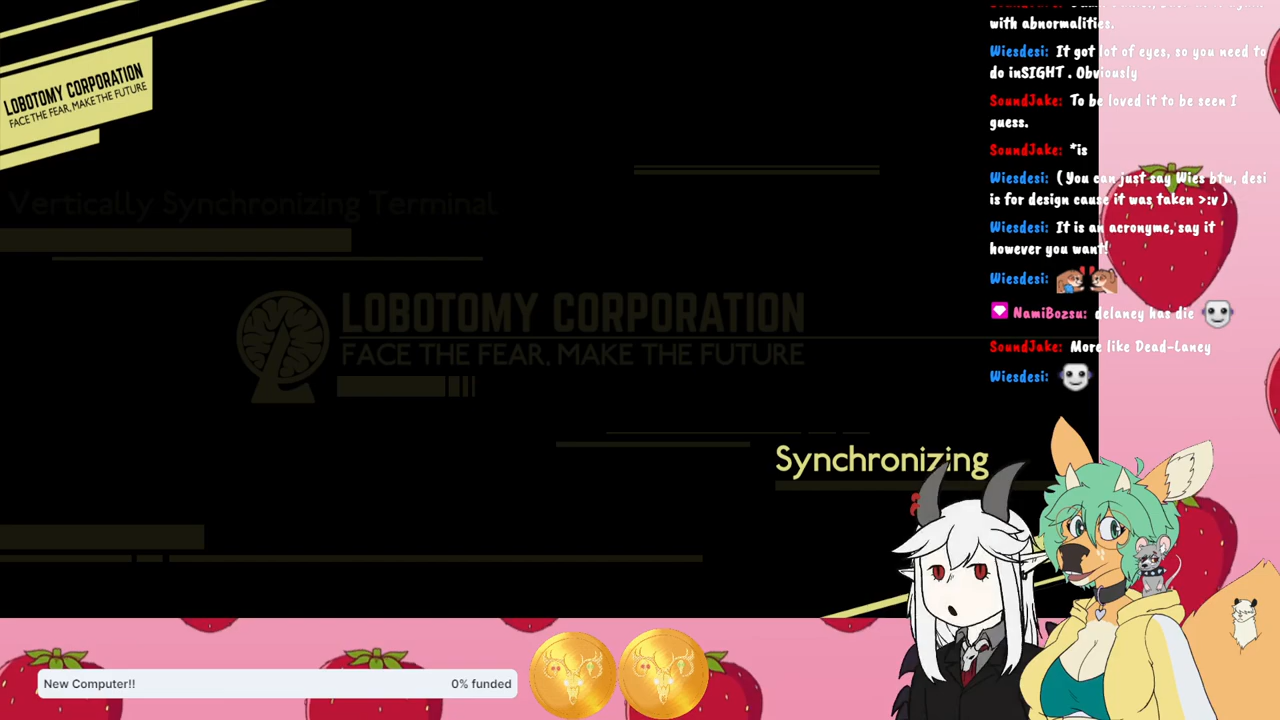 LOBOTOMY CORPORATION
FACE THE FEAR, MAKE THE FUTURE
Vertically Synchronizing Terminal
LOBOTOMY CORPORATION
FACE THE FEAR, MAKE THE FUTURE
Synchronizing
with abnormalities.
Wiesdesi: It got lot of eyes, so you need to
do inSIGHT . Obviously
SoundJake: To be loved it to be seen I
guess.
SoundJake: *is
Wiesdesi: ( You can just say Wies btw, desi
is for design cause it was taken >:v )
Wiesdesi: It is an acronyme, say it
however you want!
Wiesdesi:
NamiBozsu: delaney has die
SoundJake: More like Dead-Laney
Wiesdesi:
New Computer!!
0% funded